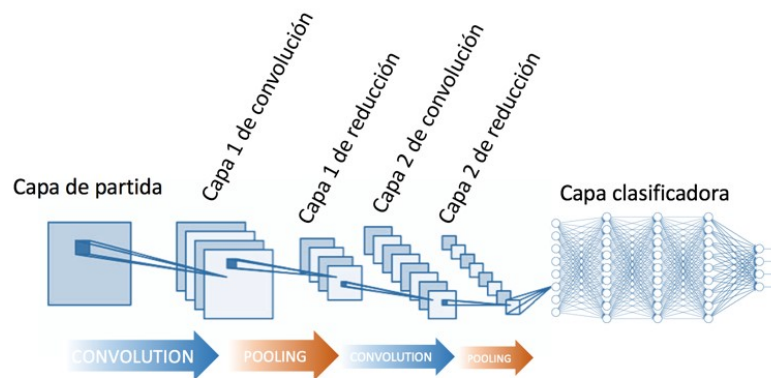 Capa de partida
Capa 1 de convolución
Capa 1 de reducción
Capa 2 de convolución
Capa 2 de reducción
Capa clasificadora
CONVOLUTION
POOLING
CONVOLUTION
POOLING